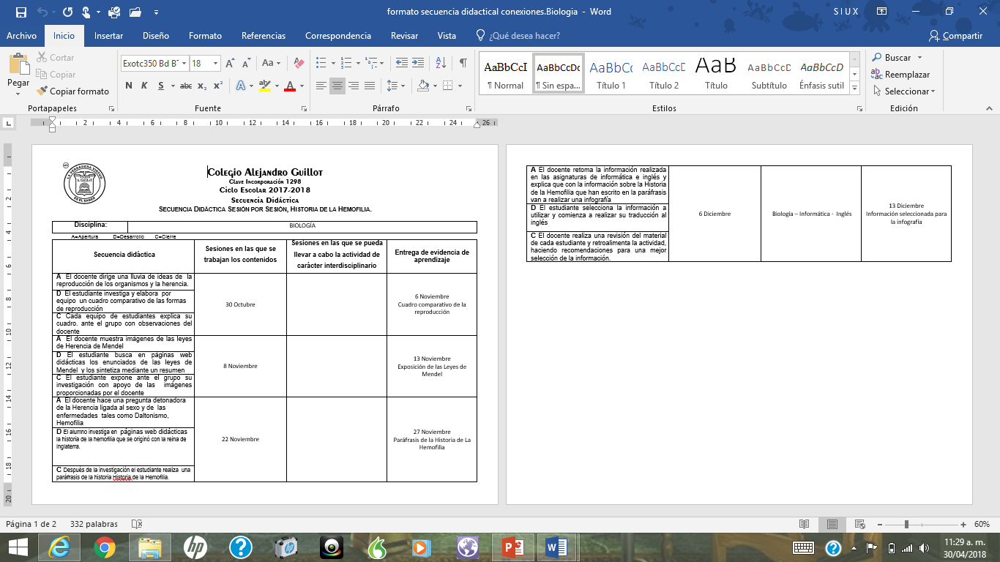 formato secuencia didactical conexiones.Biologia - Word
S I U X
Archivo Inicio Insertar Diseño Formato Referencias Correspondencia Revisar Vista ¿Qué desea hacer? Compartir
Pegar
Cortar
Copiar
Copiar formato
Portapapeles
Exotc350 Bd BT 18
N K S abc x₂ x²
Fuente
Párrafo
AaBbCcI AaBbCcDc AaBbCc AaBbCcD AaB AaBbCcD AaBbCcD
¶ Normal ¶ Sin espa... Título 1 Título 2 Título Subtítulo Énfasis sutil
Estilos
Buscar
Reemplazar
Seleccionar
Edición
2 4 6 8 10 12 14 16 18 20 22 24 26
Colegio Alejandro Guillot
Clave Incorporación 1298
Ciclo Escolar 2017-2018
Secuencia Didáctica
Secuencia Didáctica Sesión por Sesión, Historia de la Hemofilia.
Disciplina: BIOLOGÍA
A=Apertura D=Desarrollo C=Cierre
Secuencia didáctica
Sesiones en las que se
trabajan los contenidos
Sesiones en las que se pueda
llevar a cabo la actividad de
carácter interdisciplinario
Entrega de evidencia de
aprendizaje
A El docente dirige una lluvia de ideas de la
reproducción de los organismos y la herencia.
D El estudiante investiga y elabora por
equipo un cuadro comparativo de las formas
de reproducción
C Cada equipo de estudiantes explica su
cuadro. ante el grupo con observaciones del
docente
30 Octubre
6 Noviembre
Cuadro comparativo de la
reproducción
A El docente muestra imágenes de las leyes
de Herencia de Mendel
D El estudiante busca en páginas web
didácticas los enunciados de las leyes de
Mendel y los sintetiza mediante un resumen
C El estudiante expone ante el grupo su
investigación con apoyo de las imágenes
proporcionadas por el docente
8 Noviembre
13 Noviembre
Exposición de las Leyes de
Mendel
A El docente hace una pregunta detonadora
de la Herencia ligada al sexo y de las
enfermedades tales como Daltonismo,
Hemofilia
D El alumno investiga en páginas web didácticas
la historia de la hemofilia que se originó con la reina de
Inglaterra.
C Después de la investigación el estudiante realiza una
paráfrasis de la historia Historia.de la Hemofilia.
22 Noviembre
27 Noviembre
Paráfrasis de la Historia de La
Hemofilia
A El docente retoma la información realizada
en las asignaturas de informática e inglés y
explica que con la información sobre la Historia
de la Hemofilia que han escrito en la paráfrasis
van a realizar una infografía
D El estudiante selecciona la información a
utilizar y comienza a realizar su traducción al
inglés
C El docente realiza una revisión del material
de cada estudiante y retroalimenta la actividad,
haciendo recomendaciones para una mejor
selección de la información.
6 Diciembre
Biología – Informática - Inglés
13 Diciembre
Información seleccionada para
la infografía
Página 1 de 2 332 palabras
60%
11:29 a. m.
30/04/2018